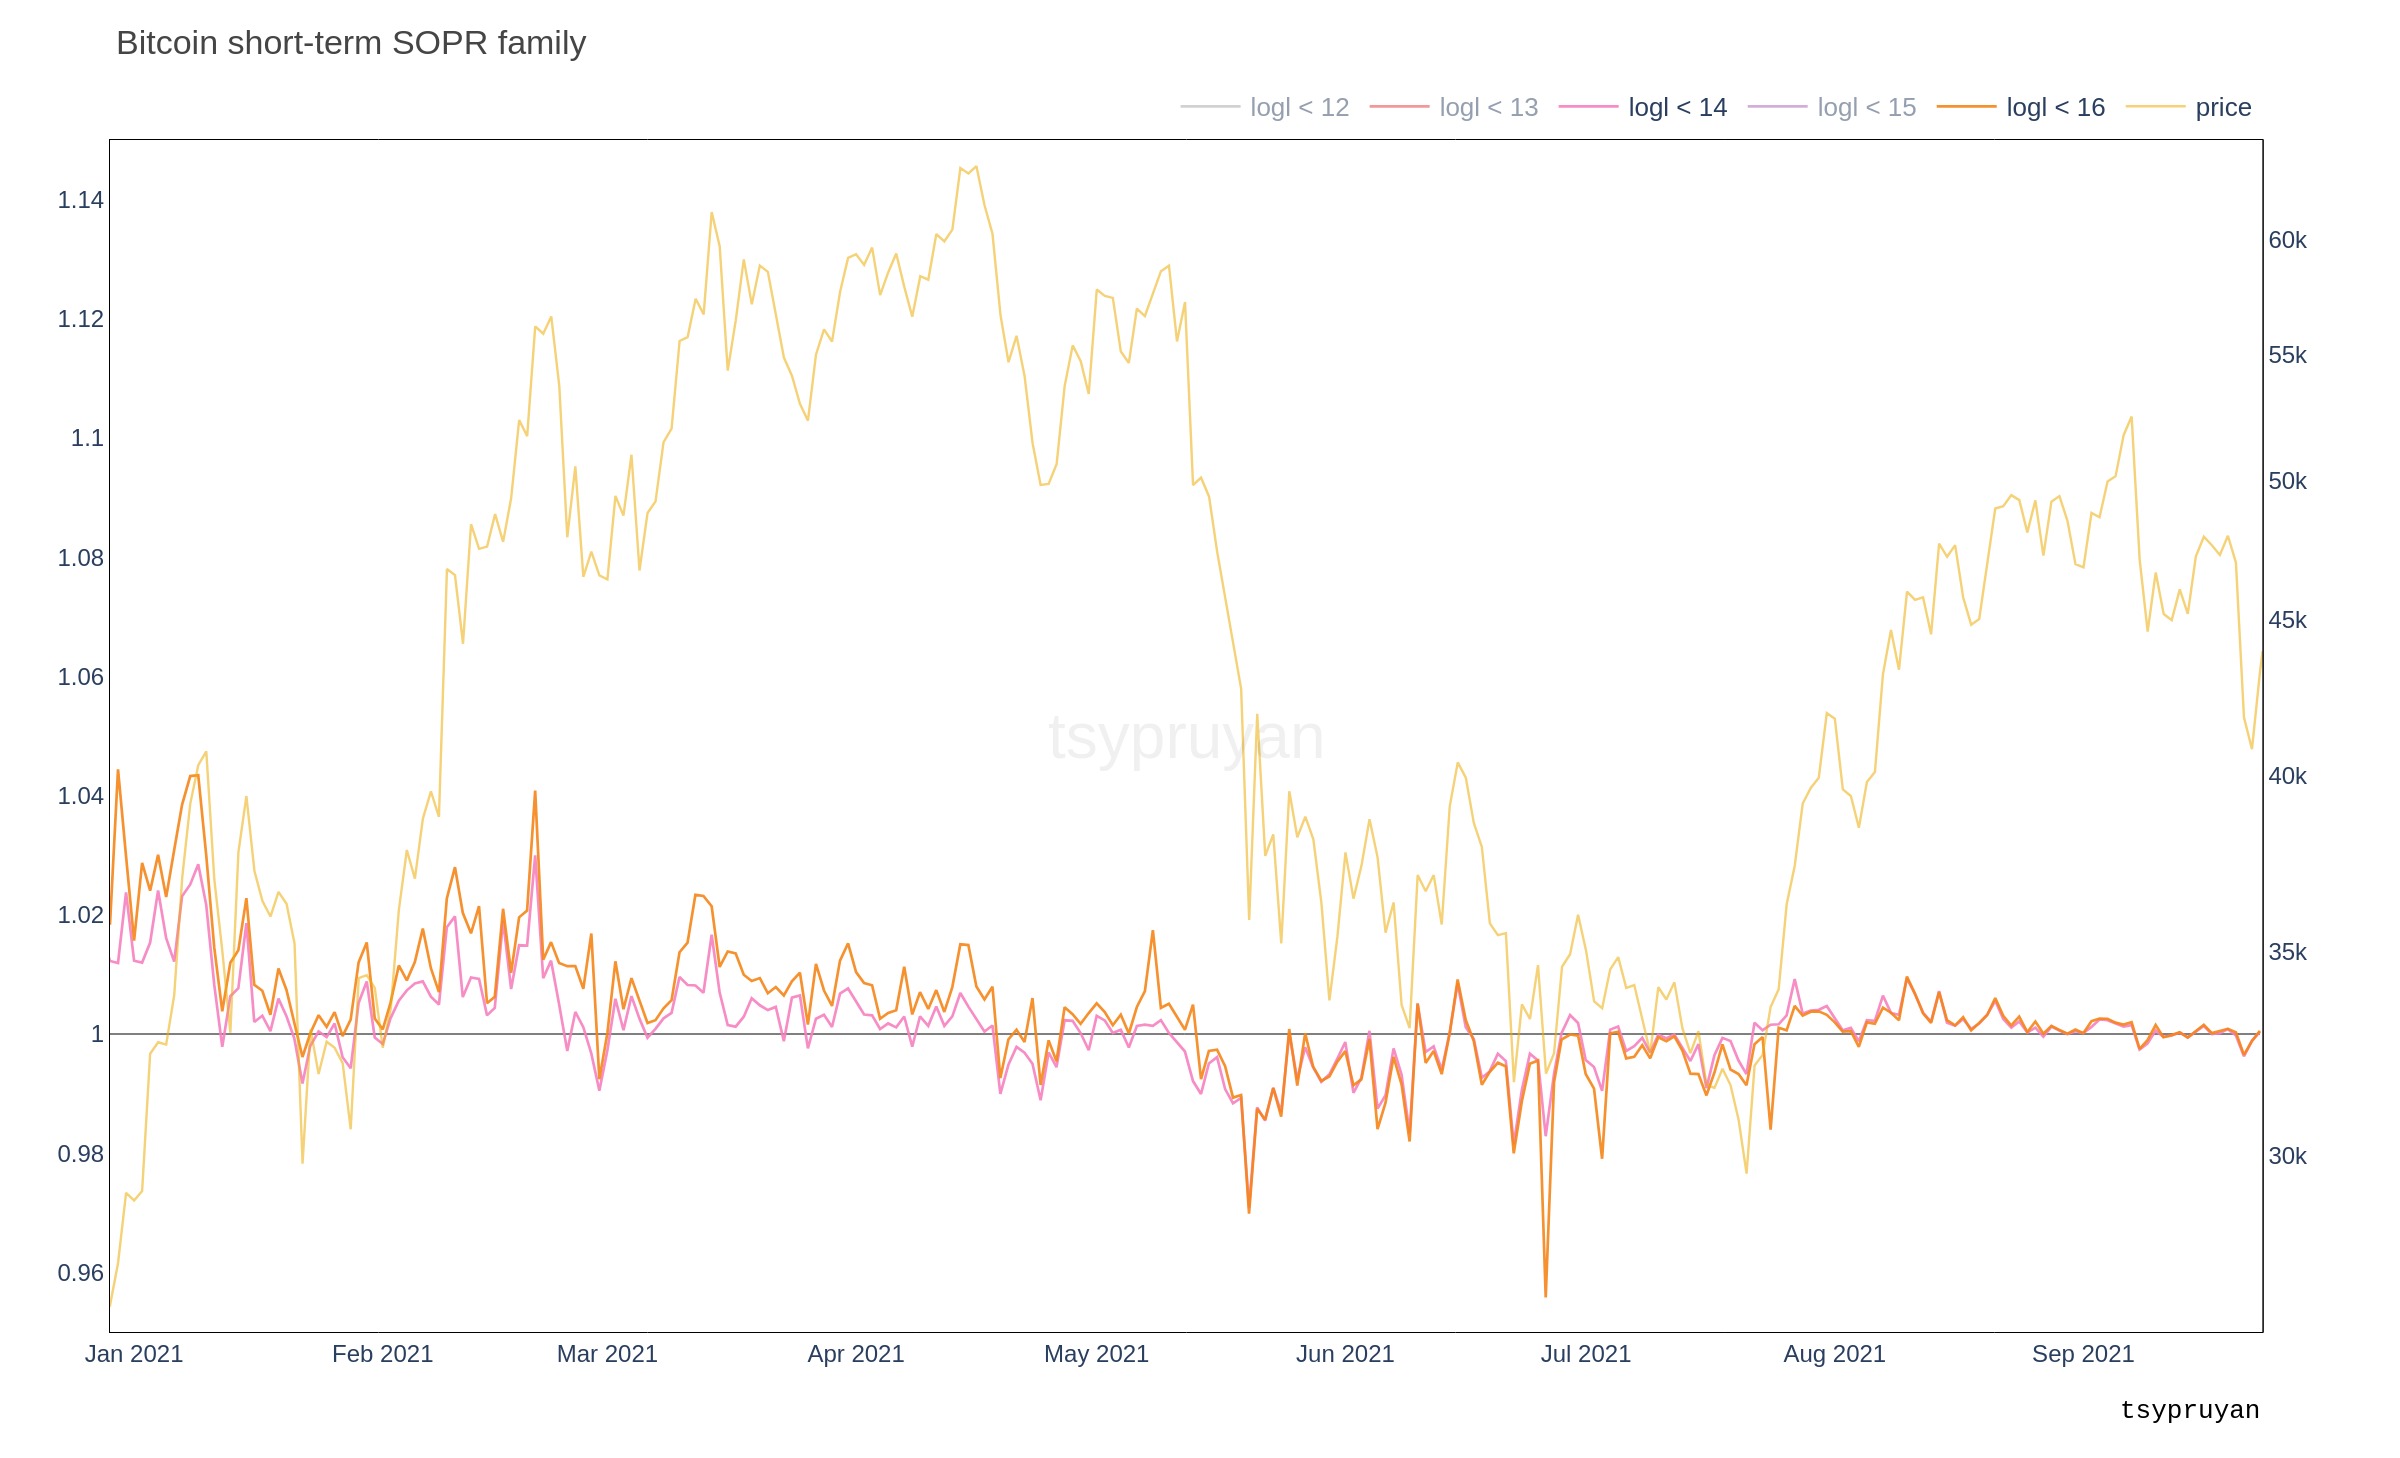 Bitcoin short-term SOPR family
logl < 12 logl < 13 logl < 14 logl < 15 logl < 16 price
1.14
1.12
1.1
1.08
1.06
1.04
1.02
1
0.98
0.96
60k
55k
50k
45k
40k
35k
30k
tsypruyan
Jan 2021 Feb 2021 Mar 2021 Apr 2021 May 2021 Jun 2021 Jul 2021 Aug 2021 Sep 2021
tsypruyan